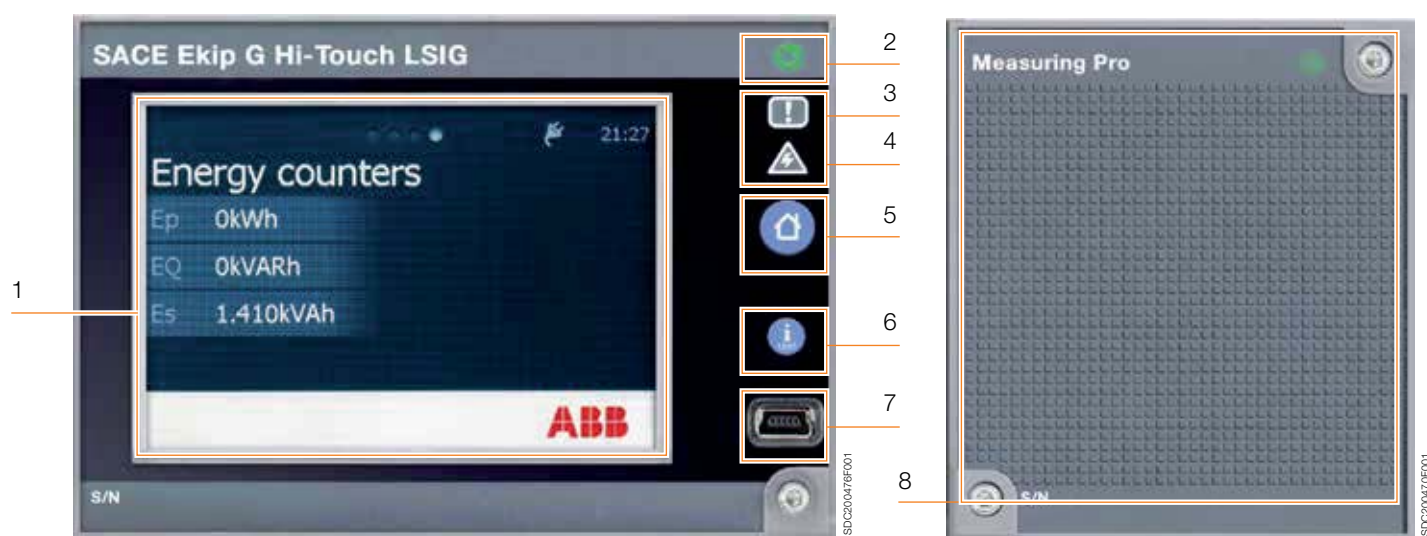 SACE Ekip G Hi-Touch LSIG
21:27
Energy counters
Ep 0kWh
EQ 0kVARh
Es 1.410kVAh
ABB
S/N
1
2
3
4
5
6
7
SDC200476F001
Measuring Pro
8
S/N
SDC200470F001